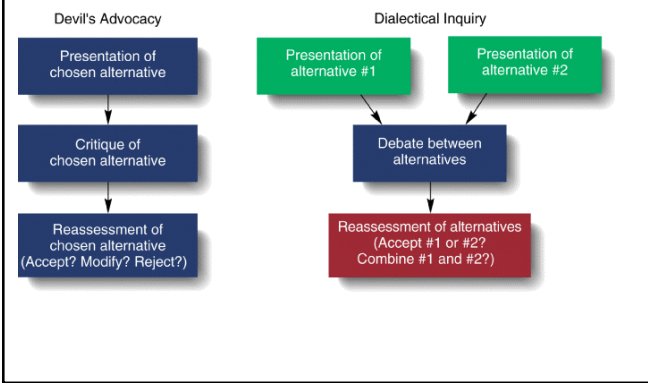 Devil's Advocacy
Presentation of
chosen alternative
Critique of
chosen alternative
Reassessment of
chosen alternative
(Accept? Modify? Reject?)
Dialectical Inquiry
Presentation of
alternative #1
Presentation of
alternative #2
Debate between
alternatives
Reassessment of alternatives
(Accept #1 or #2?
Combine #1 and #2?)